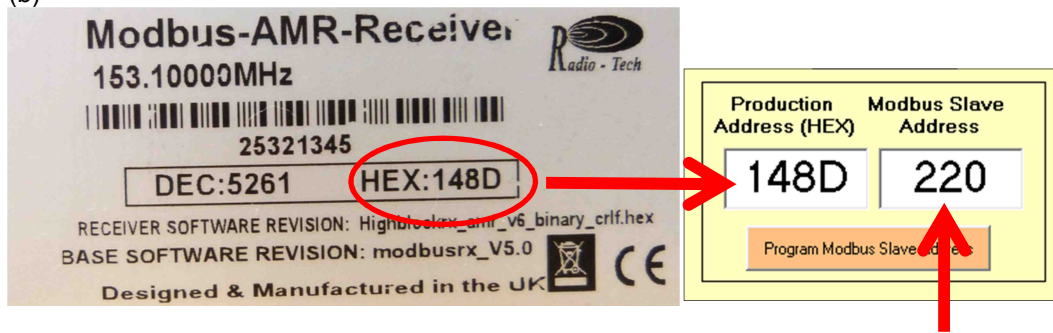 (b)
Modbus-AMR-Receiver
Radio - Tech
153.10000MHz
25321345
DEC:5261 HEX:148D
RECEIVER SOFTWARE REVISION: Highblockrx_amr_v6_binary_crlf.hex
BASE SOFTWARE REVISION: modbusrx_V5.0
Designed & Manufactured in the UK
CE
Production Address (HEX)
Modbus Slave Address
148D
220
Program Modbus Slave Address